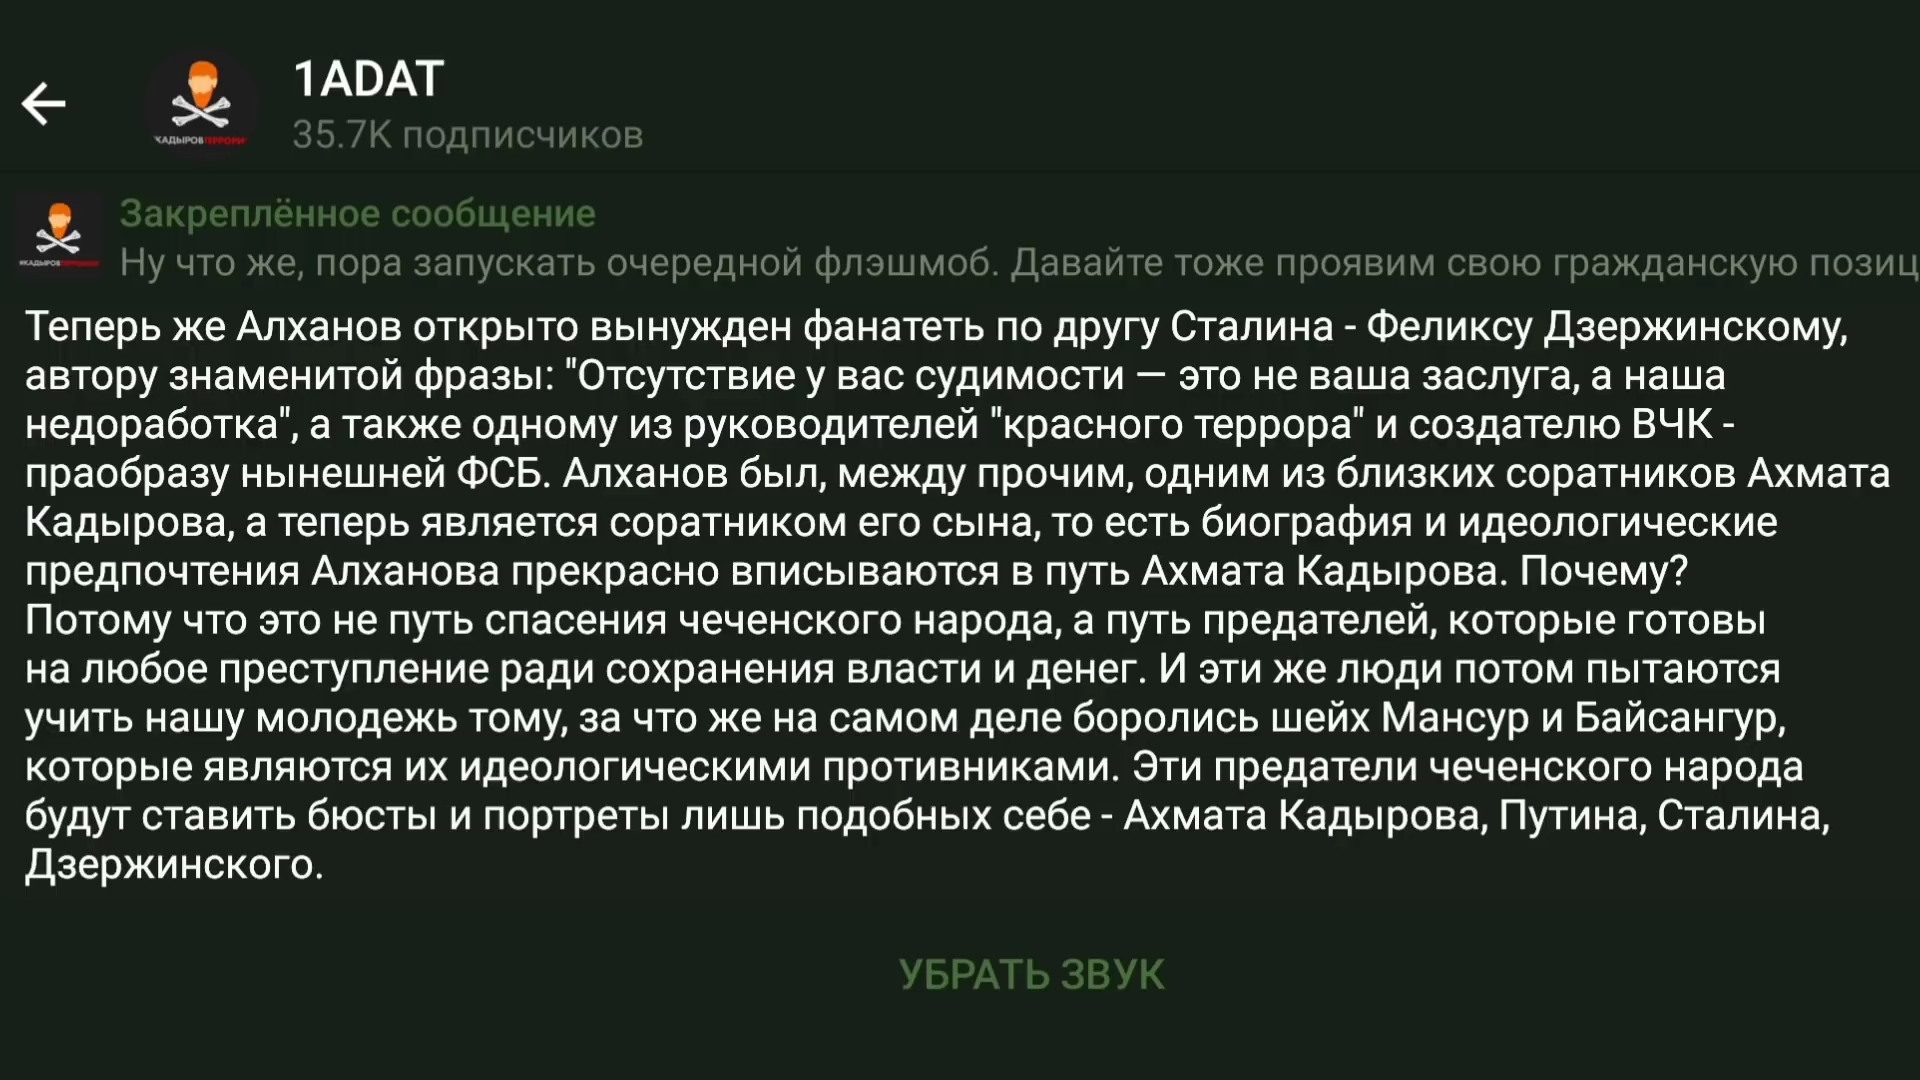 1ADAT
35.7K подписчиков
КАДЫРОВТЕРРОРИ
Закреплённое сообщение
Ну что же, пора запускать очередной флэшмоб. Давайте тоже проявим свою гражданскую позиц
Теперь же Алханов открыто вынужден фанатеть по другу Сталина - Феликсу Дзержинскому,
автору знаменитой фразы: "Отсутствие у вас судимости — это не ваша заслуга, а наша
недоработка", а также одному из руководителей "красного террора" и создателю ВЧК -
праобразу нынешней ФСБ. Алханов был, между прочим, одним из близких соратников Ахмата
Кадырова, а теперь является соратником его сына, то есть биография и идеологические
предпочтения Алханова прекрасно вписываются в путь Ахмата Кадырова. Почему?
Потому что это не путь спасения чеченского народа, а путь предателей, которые готовы
на любое преступление ради сохранения власти и денег. И эти же люди потом пытаются
учить нашу молодежь тому, за что же на самом деле боролись шейх Мансур и Байсангур,
которые являются их идеологическими противниками. Эти предатели чеченского народа
будут ставить бюсты и портреты лишь подобных себе - Ахмата Кадырова, Путина, Сталина,
Дзержинского.
УБРАТЬ ЗВУК